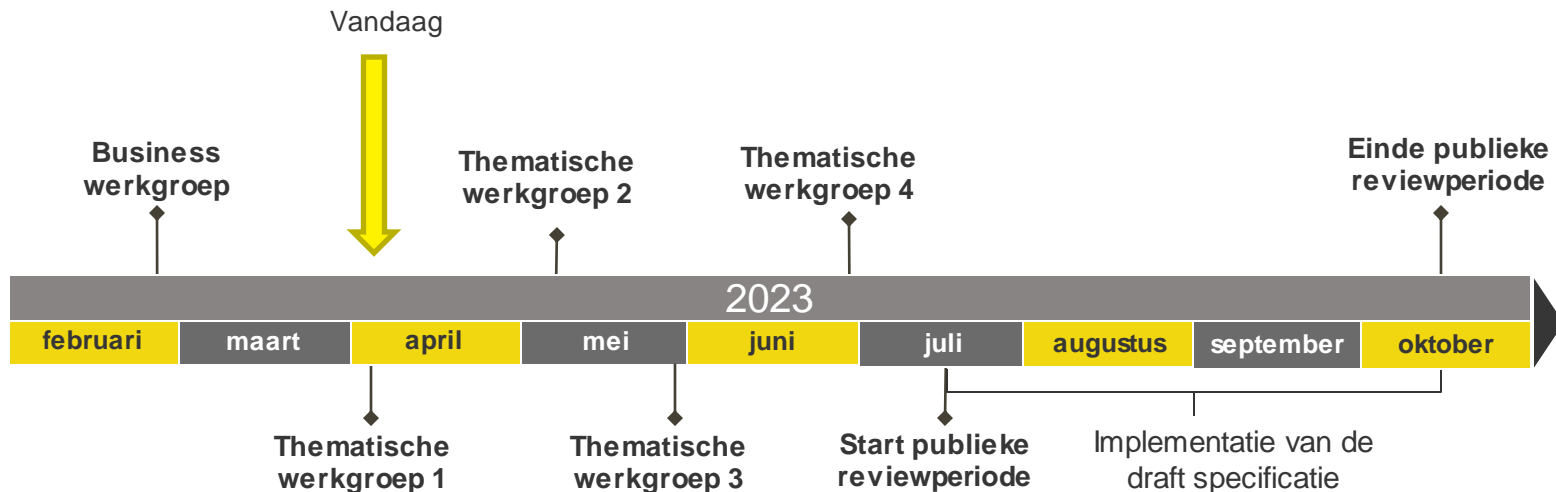 Vandaag
Business
werkgroep
Thematische
werkgroep 2
Thematische
werkgroep 4
Einde publieke
reviewperiode
2023
februari
maart
april
mei
juni
juli
augustus
september
oktober
Thematische
werkgroep 1
Thematische
werkgroep 3
Start publieke
reviewperiode
Implementatie van de
draft specificatie